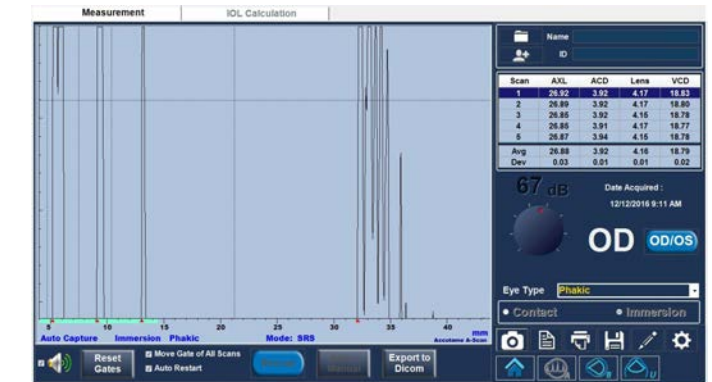 Measurement
IOL Calculation
Name
ID
Scan AXL ACD Lens VCD
1 26.92 3.92 4.17 18.83
2 26.89 3.92 4.17 18.80
3 26.85 3.92 4.15 18.78
4 26.85 3.91 4.17 18.77
5 26.87 3.94 4.15 18.78
Avg 26.88 3.92 4.16 18.79
Dev 0.03 0.01 0.01 0.02
67 dB
Date Acquired :
12/12/2016 9:11 AM
OD
OD/OS
Eye Type Phakic
Contact Immersion
5 10 15 20 25 30 35 40 mm
Auto Capture Immersion Phakic Mode: SRS Accutome A-Scan
Reset Gates
Move Gate of All Scans
Auto Restart
Manual
Export to Dicom
B
U